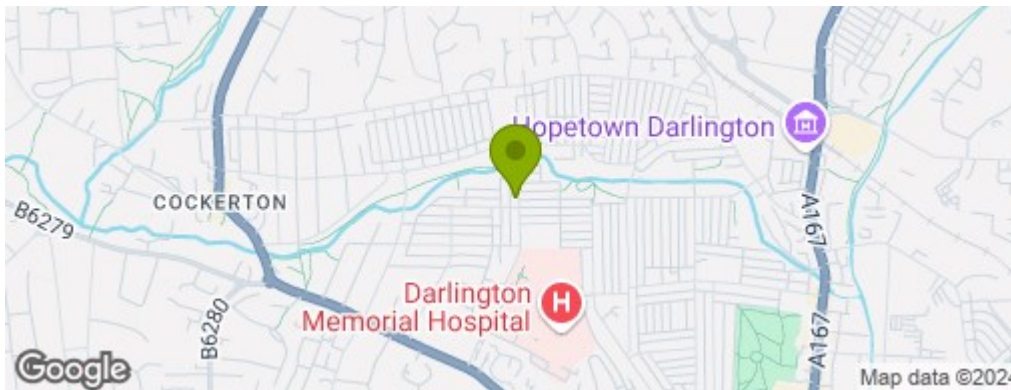 Hopetown Darlington
COCKERTON
B6279
A167
Darlington
Memorial Hospital
H
B6280
A167
Google
Map data ©2024